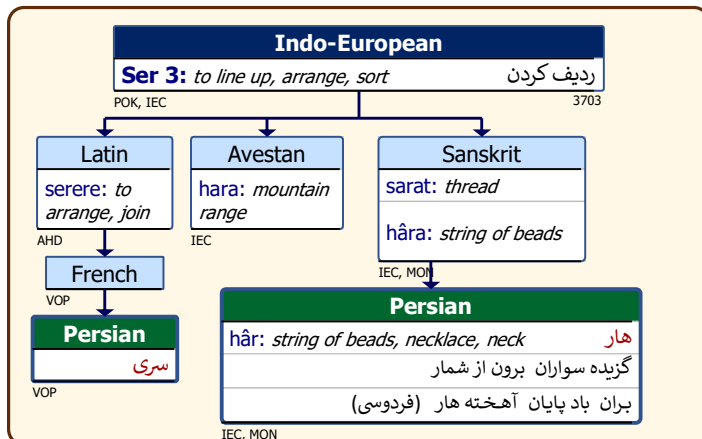 Indo-European
Ser 3: to line up, arrange, sort ردیف کردن
POK, IEC 3703
Latin
serere: to
arrange, join
AHD
Avestan
hara: mountain
range
IEC
Sanskrit
sarat: thread
hâra: string of beads
IEC, MON
French
VOP
Persian
سری
VOP
Persian
hâr: string of beads, necklace, neck هار
گزیده سواران برون از شمار
بران باد پایان آهخته هار (فردوسی)
IEC, MON